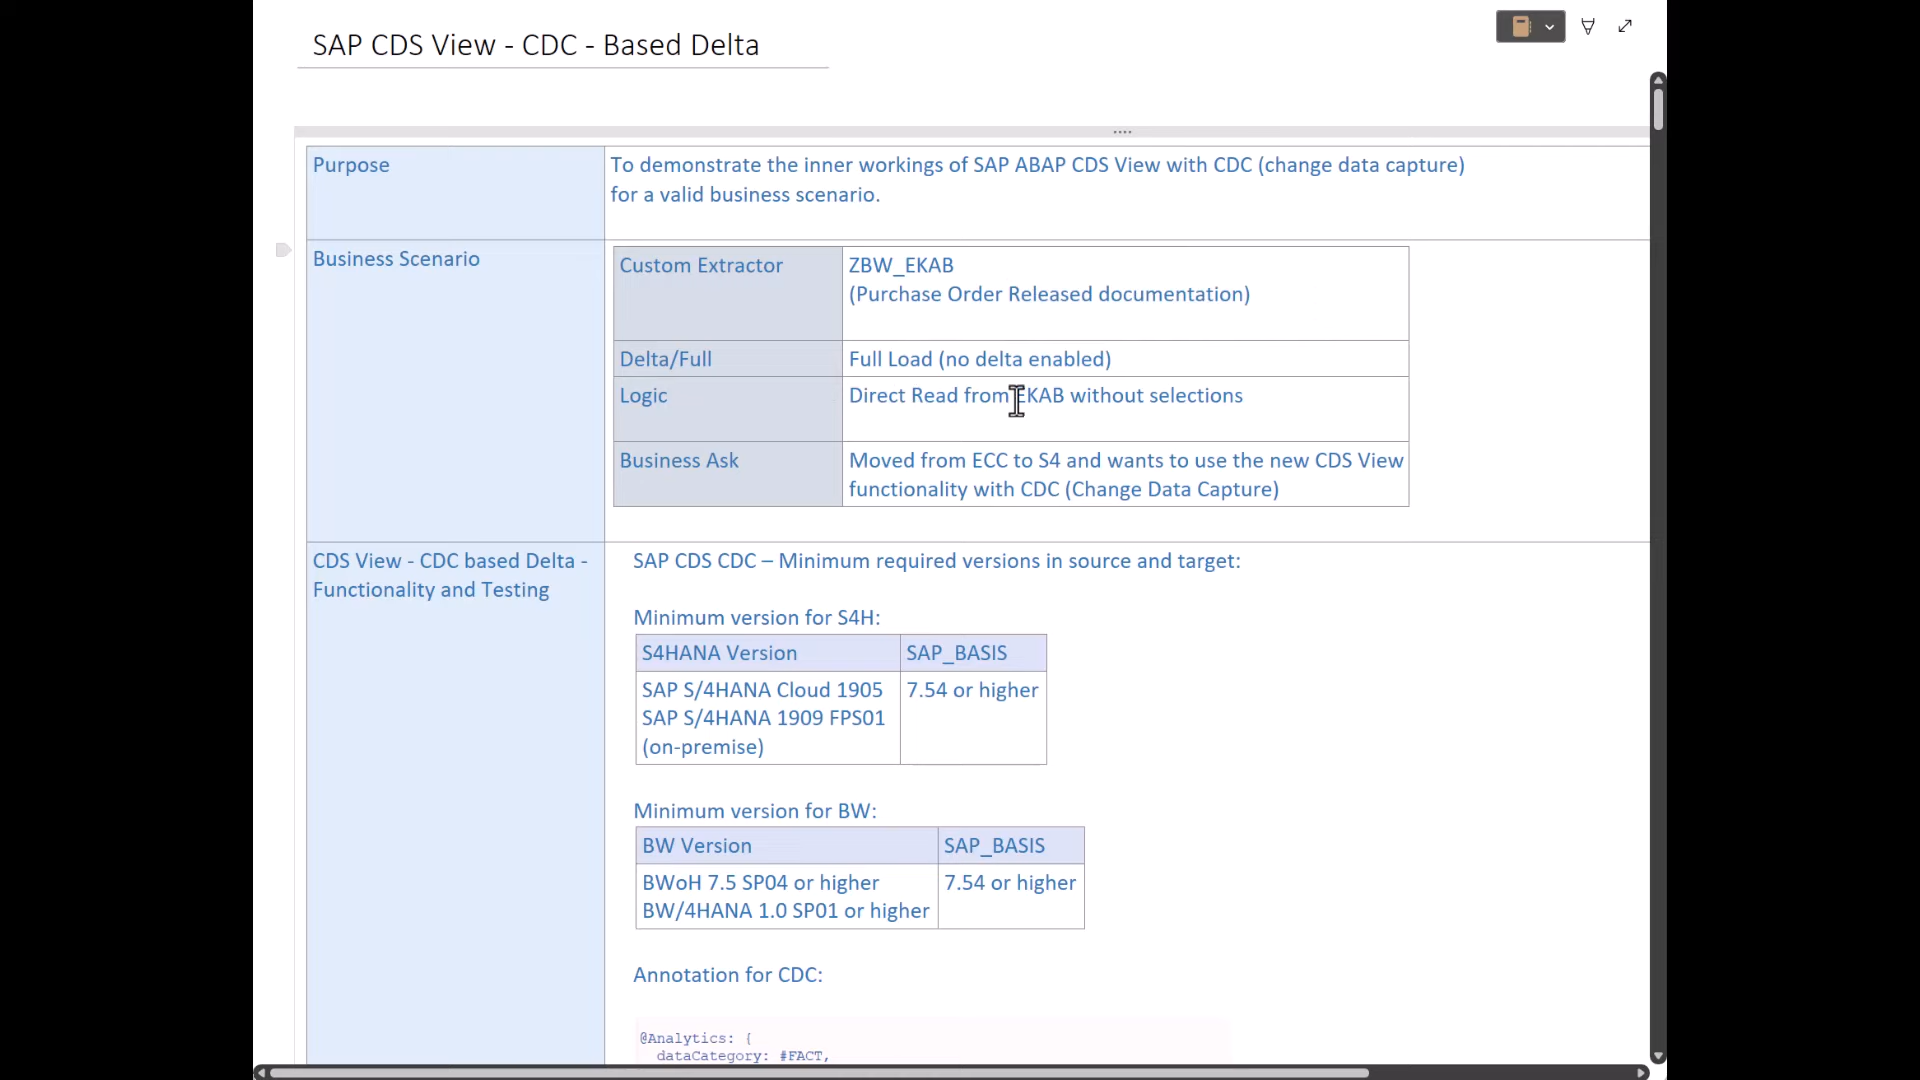 SAP CDS View - CDC - Based Delta
Purpose
To demonstrate the inner workings of SAP ABAP CDS View with CDC (change data capture)
for a valid business scenario.
Business Scenario
Custom Extractor
ZBW_EKAB
(Purchase Order Released documentation)
Delta/Full
Full Load (no delta enabled)
Logic
Direct Read from EKAB without selections
Business Ask
Moved from ECC to S4 and wants to use the new CDS View
functionality with CDC (Change Data Capture)
CDS View - CDC based Delta -
Functionality and Testing
SAP CDS CDC – Minimum required versions in source and target:
Minimum version for S4H:
S4HANA Version
SAP_BASIS
SAP S/4HANA Cloud 1905
SAP S/4HANA 1909 FPS01
(on-premise)
7.54 or higher
Minimum version for BW:
BW Version
SAP_BASIS
BWoH 7.5 SP04 or higher
BW/4HANA 1.0 SP01 or higher
7.54 or higher
Annotation for CDC:
@Analytics: {
dataCategory: #FACT,